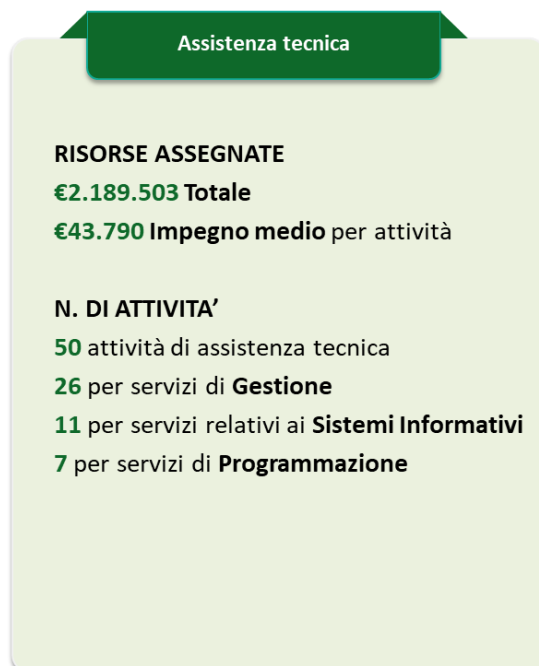 Assistenza tecnica
RISORSE ASSEGNATE
€2.189.503 Totale
€43.790 Impegno medio per attività
N. DI ATTIVITA’
50 attività di assistenza tecnica
26 per servizi di Gestione
11 per servizi relativi ai Sistemi Informativi
7 per servizi di Programmazione